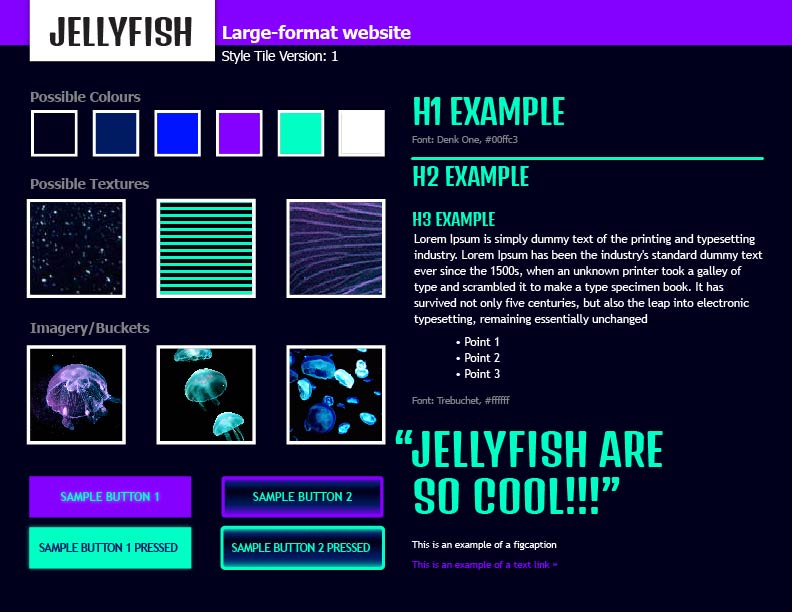 JELLYFISH
Large-format website
Style Tile Version: 1
Possible Colours
Possible Textures
Imagery/Buckets
SAMPLE BUTTON 1
SAMPLE BUTTON 2
SAMPLE BUTTON 1 PRESSED
SAMPLE BUTTON 2 PRESSED
H1 EXAMPLE
Font: Denk One, #00ffc3
H2 EXAMPLE
H3 EXAMPLE
Lorem Ipsum is simply dummy text of the printing and typesetting
industry. Lorem Ipsum has been the industry's standard dummy text
ever since the 1500s, when an unknown printer took a galley of
type and scrambled it to make a type specimen book. It has
survived not only five centuries, but also the leap into electronic
typesetting, remaining essentially unchanged
• Point 1
• Point 2
• Point 3
Font: Trebuchet, #ffffff
“JELLYFISH ARE
SO COOL!!!”
This is an example of a figcaption
This is an example of a text link »